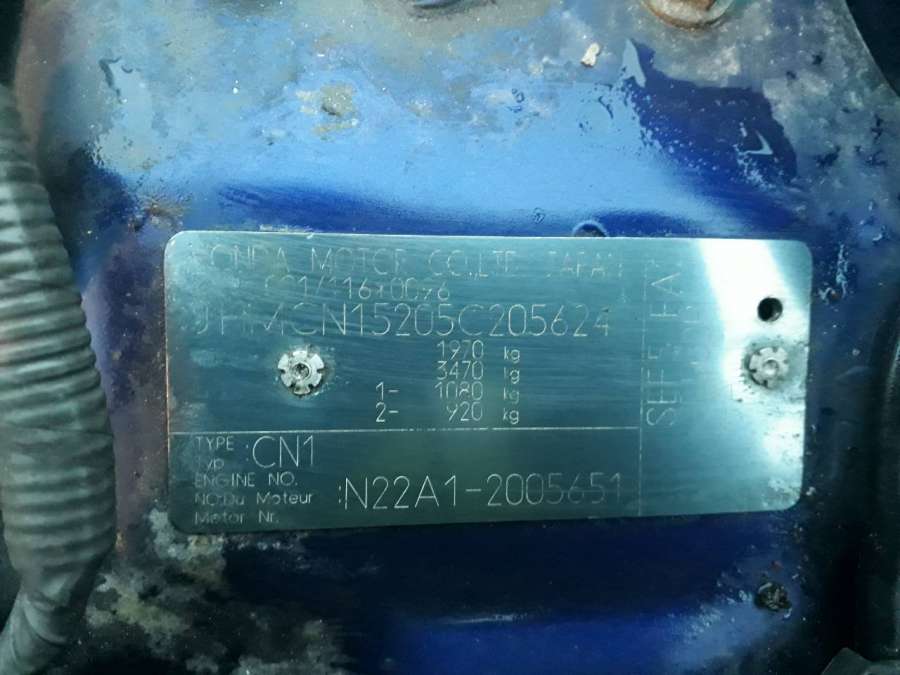 HONDA MOTOR CO.,LTD. JAPAN
JHMCN15205C205624
1970 kg
3470 kg
1- 1080 kg
2- 920 kg
TYPE
Typ :CN1
ENGINE NO.
NO.Du Moteur :N22A1-2005651
Motor Nr.